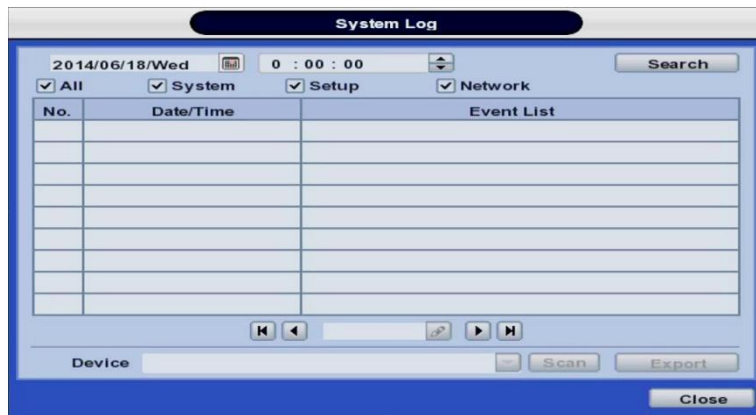 System Log
2014/06/18/Wed 0 : 00 : 00 Search
All System Setup Network
No. Date/Time Event List
Device Scan Export
Close